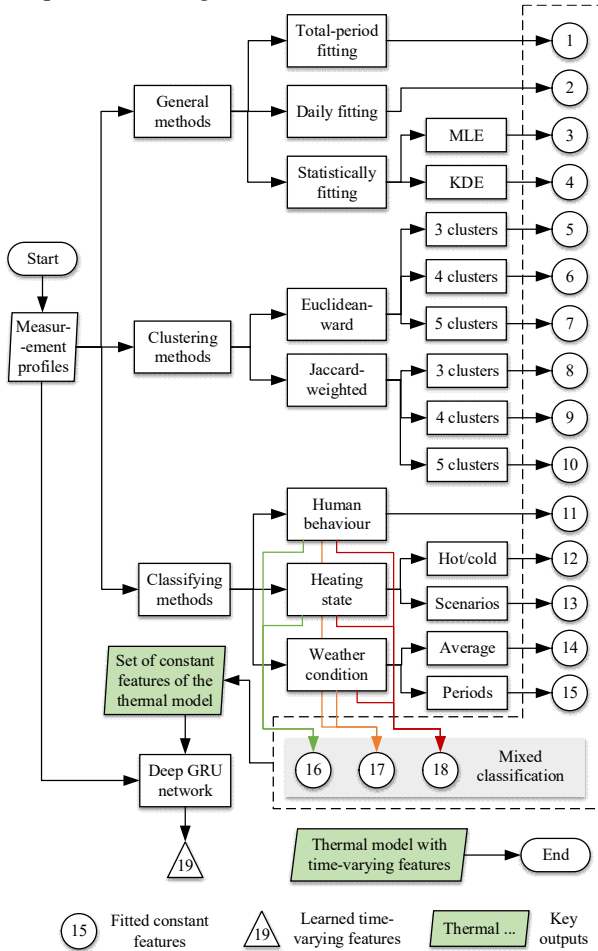 Total-period
fitting
1
General
methods
Daily fitting
2
Statistically
fitting
MLE
3
KDE
4
Start
Measur-
-ement
profiles
Clustering
methods
Euclidean-
ward
3 clusters
5
4 clusters
6
5 clusters
7
Jaccard-
weighted
3 clusters
8
4 clusters
9
5 clusters
10
Classifying
methods
Human
behaviour
11
Heating
state
Hot/cold
12
Scenarios
13
Weather
condition
Average
14
Periods
15
Set of constant
features of the
thermal model
Deep GRU
network
16
17
18
Mixed
classification
19
Thermal model with
time-varying features
End
15
Fitted constant
features
19
Learned time-
varying features
Thermal ...
Key
outputs